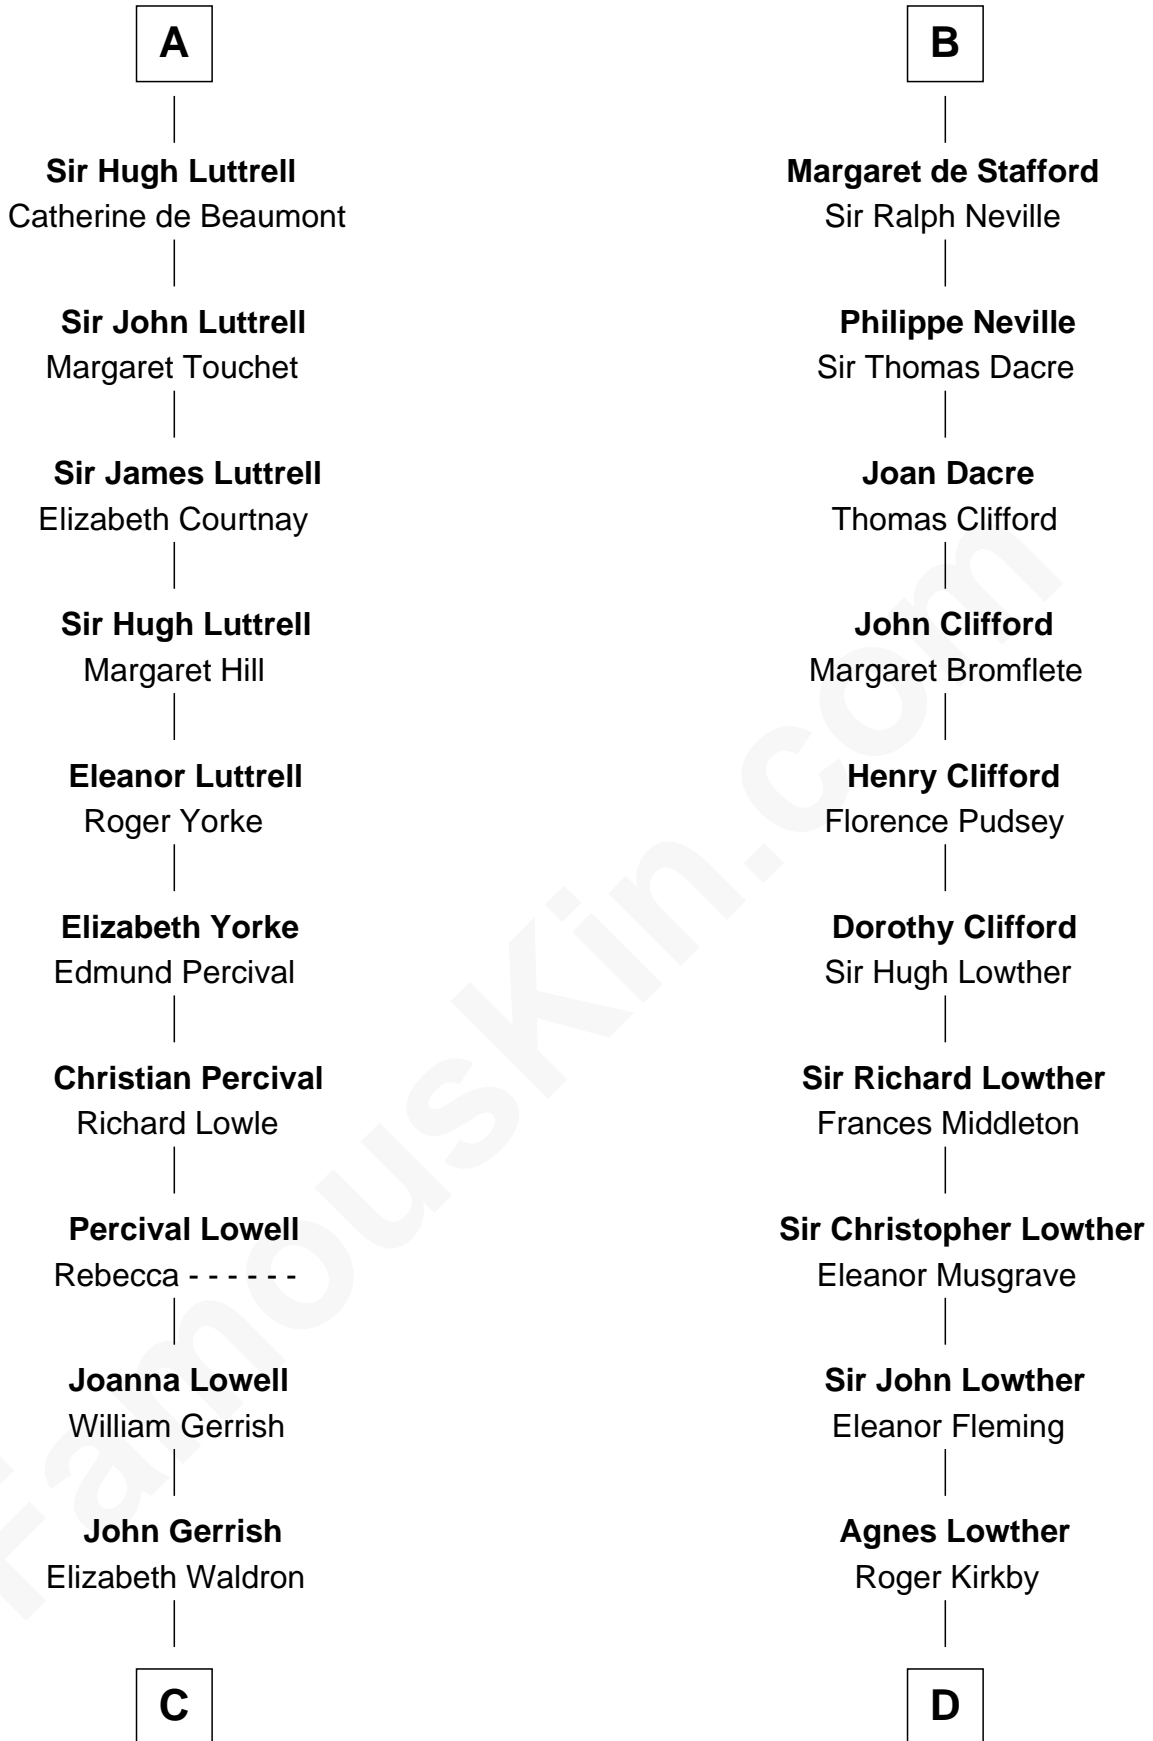 A
Sir Hugh Luttrell
Catherine de Beaumont
Sir John Luttrell
Margaret Touchet
Sir James Luttrell
Elizabeth Courtnay
Sir Hugh Luttrell
Margaret Hill
Eleanor Luttrell
Roger Yorke
Elizabeth Yorke
Edmund Percival
Christian Percival
Richard Lowle
Percival Lowell
Rebecca - - - - - -
Joanna Lowell
William Gerrish
John Gerrish
Elizabeth Waldron
C
B
Margaret de Stafford
Sir Ralph Neville
Philippe Neville
Sir Thomas Dacre
Joan Dacre
Thomas Clifford
John Clifford
Margaret Bromflete
Henry Clifford
Florence Pudsey
Dorothy Clifford
Sir Hugh Lowther
Sir Richard Lowther
Frances Middleton
Sir Christopher Lowther
Eleanor Musgrave
Sir John Lowther
Eleanor Fleming
Agnes Lowther
Roger Kirkby
D
FamousKin.com